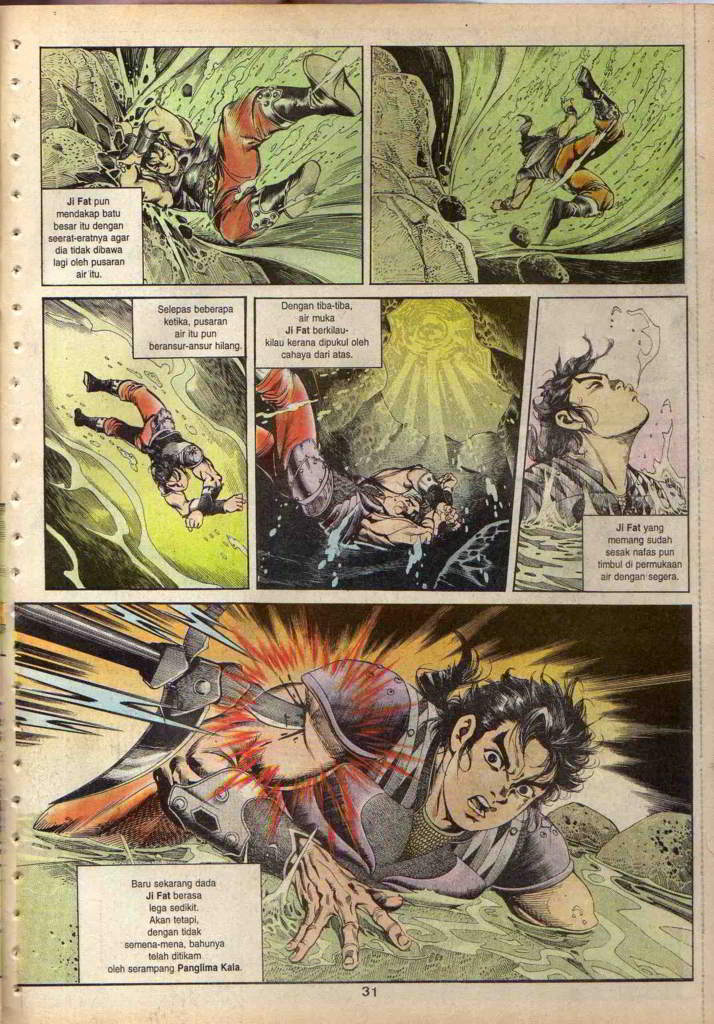 Ji Fat pun
mendakap batu
besar itu dengan
seerat-eratnya agar
dia tidak dibawa
lagi oleh pusaran
air itu.
Selepas beberapa
ketika, pusaran
air itu pun
beransur-ansur hilang.
Dengan tiba-tiba,
air muka
Ji Fat berkilau-
kilau kerana dipukul oleh
cahaya dari atas.
Ji Fat yang
memang sudah
sesak nafas pun
timbul di permukaan
air dengan segera.
Baru sekarang dada
Ji Fat berasa
lega sedikit.
Akan tetapi,
dengan tidak
semena-mena, bahunya
telah ditikam
oleh serampang Panglima Kala.
31